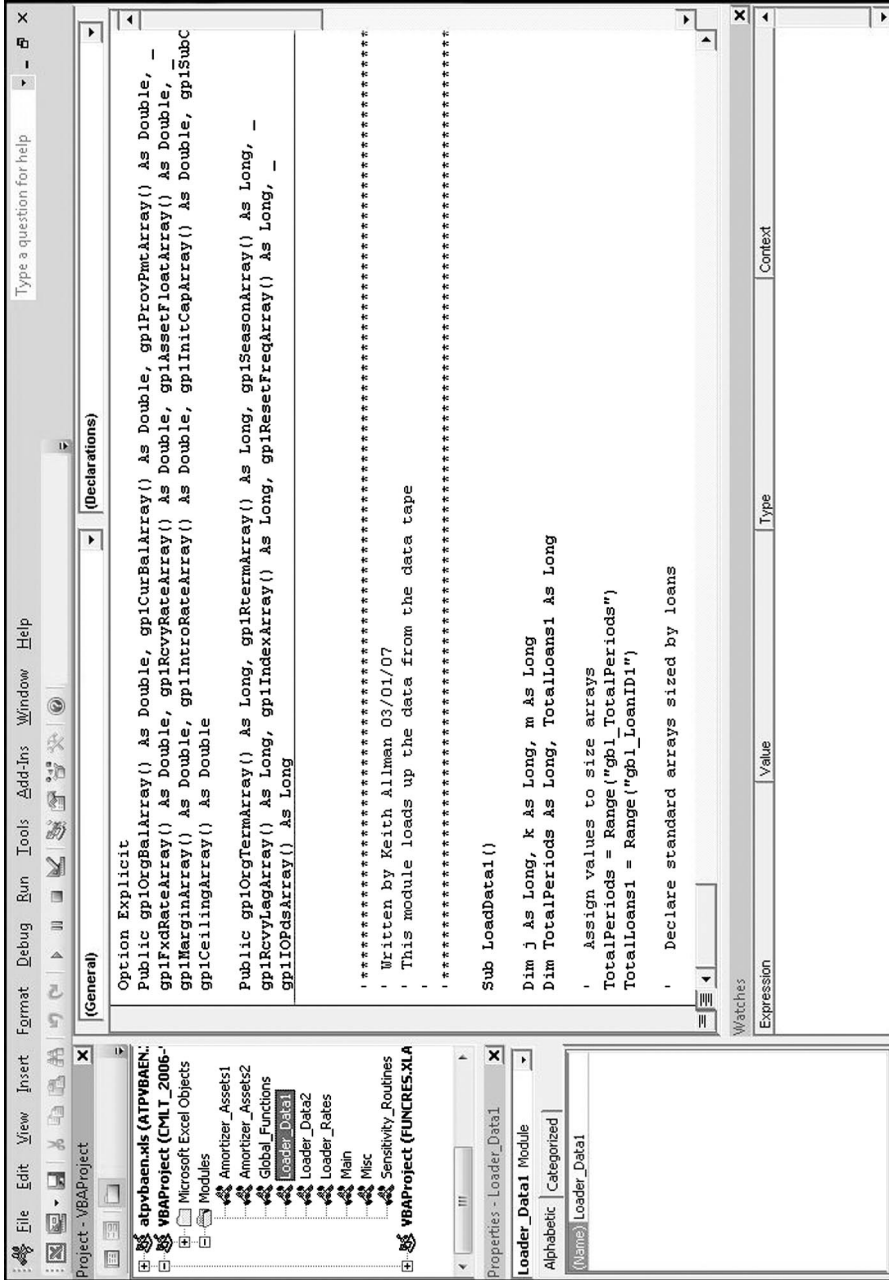 File Edit View Insert Format Debug Run Tools Add-Ins Window Help
Type a question for help
Project - VBAProject
atpvbaen.xls (ATPVBAEN.
VBAProject (CMLT_2006-
Microsoft Excel Objects
Modules
Amortizer_Assets1
Amortizer_Assets2
Global_Functions
Loader_Data1
Loader_Data2
Loader_Rates
Main
Misc
Sensitivity_Routines
VBAProject (FUNCRES.XLA
Properties - Loader_Data1
Loader_Data1 Module
Alphabetic Categorized
(Name) Loader_Data1
(General)
(Declarations)
Option Explicit
Public gp1OrgBalArray() As Double, gp1CurBalArray() As Double, gp1ProvPmtArray() As Double, _
gp1FxdRateArray() As Double, gp1RcvyRateArray() As Double, gp1AssetFloatArray() As Double, _
gp1MarginArray() As Double, gp1IntroRateArray() As Double, gp1InitCapArray() As Double, gp1SubC
gp1CeilingArray() As Double
Public gp1OrgTermArray() As Long, gp1RtermArray() As Long, gp1SeasonArray() As Long, _
gp1RcvyLagArray() As Long, gp1IndexArray() As Long, gp1ResetFreqArray() As Long, _
gp1IOPdsArray() As Long
'*******************************************************************************
' Written by Keith Allman 03/01/07
' This module loads up the data from the data tape
'
'*******************************************************************************
Sub LoadData1()
Dim j As Long, k As Long, m As Long
Dim TotalPeriods As Long, TotalLoans1 As Long
' Assign values to size arrays
TotalPeriods = Range("gbl_TotalPeriods")
TotalLoans1 = Range("gbl_LoanID1")
' Declare standard arrays sized by loans
Watches
Expression Value Type Context